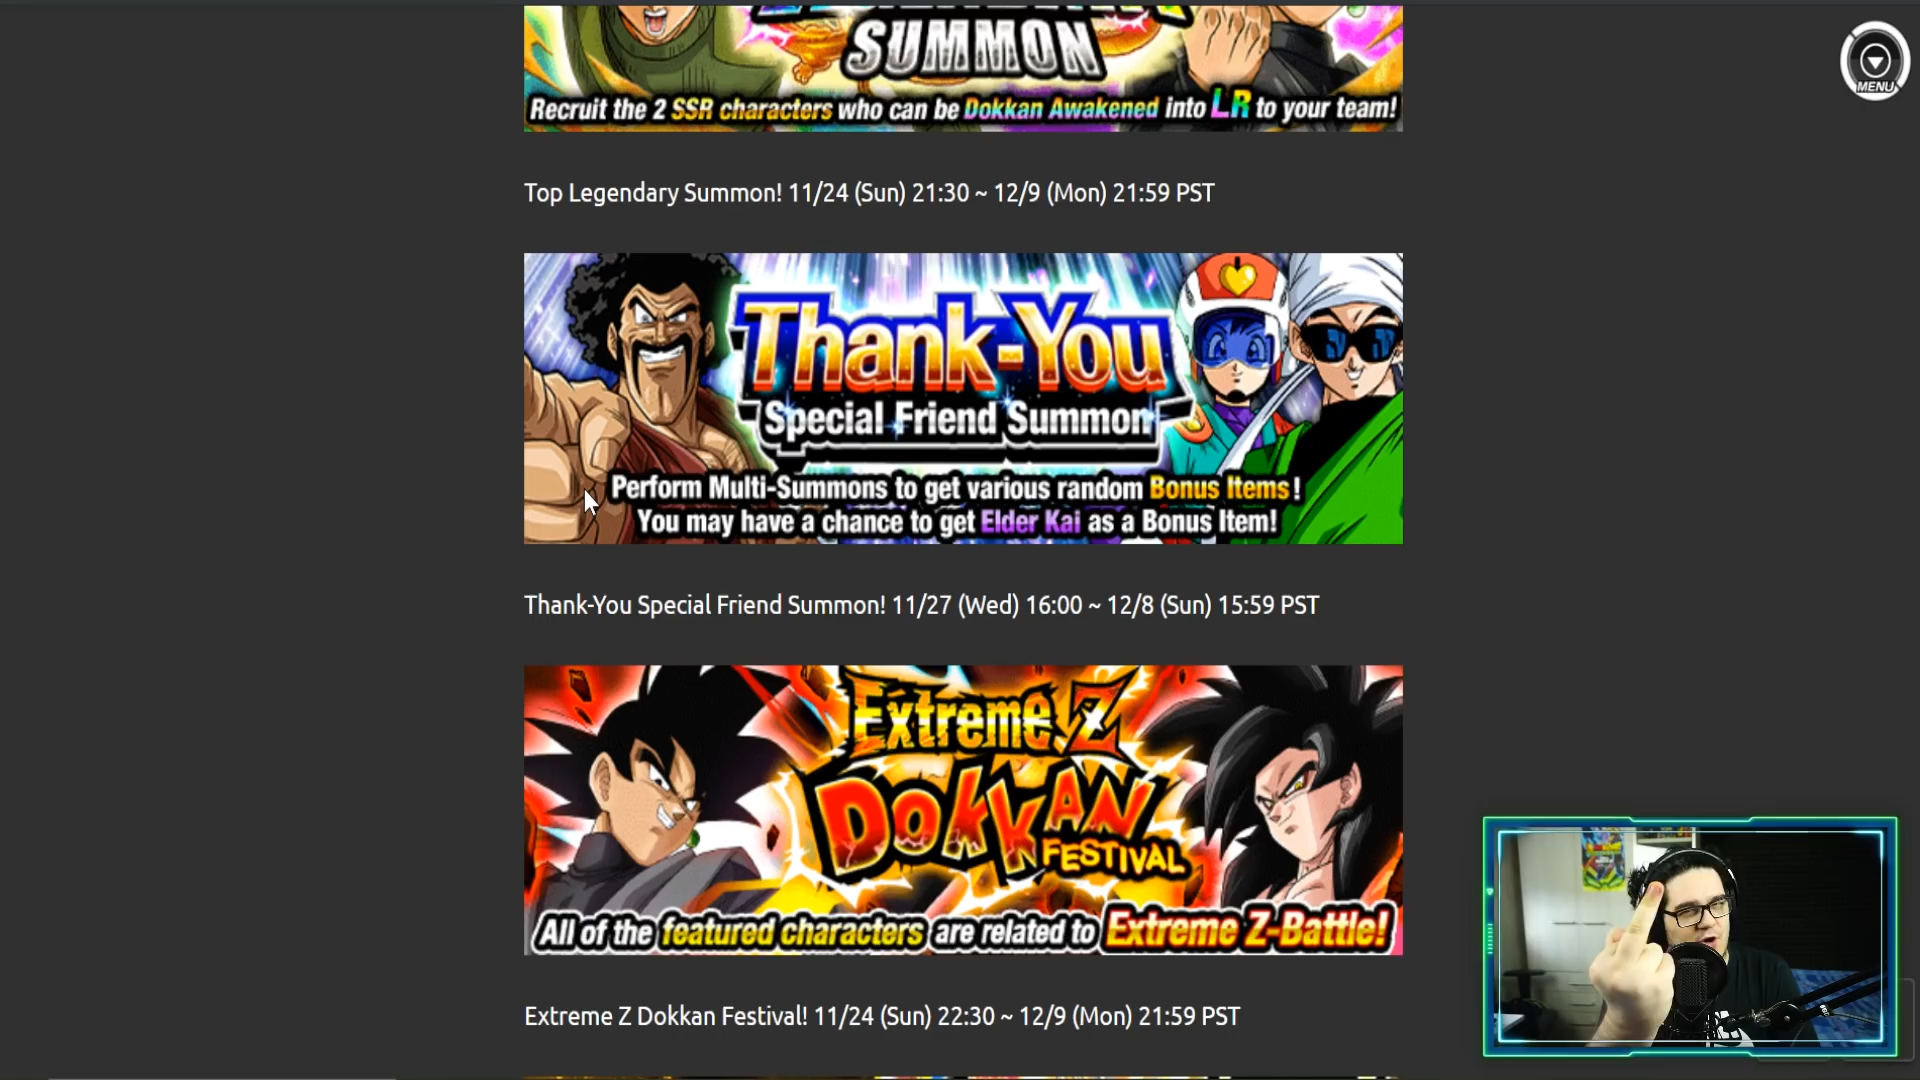 SUMMON
Recruit the 2 SSR characters who can be Dokkan Awakened into LR to your team!
MENU
Top Legendary Summon! 11/24 (Sun) 21:30 ~ 12/9 (Mon) 21:59 PST
Thank-You
Special Friend Summon
Perform Multi-Summons to get various random Bonus Items!
You may have a chance to get Elder Kai as a Bonus Item!
Thank-You Special Friend Summon! 11/27 (Wed) 16:00 ~ 12/8 (Sun) 15:59 PST
Extreme Z
DOKKAN
FESTIVAL
All of the featured characters are related to Extreme Z-Battle!
Extreme Z Dokkan Festival! 11/24 (Sun) 22:30 ~ 12/9 (Mon) 21:59 PST